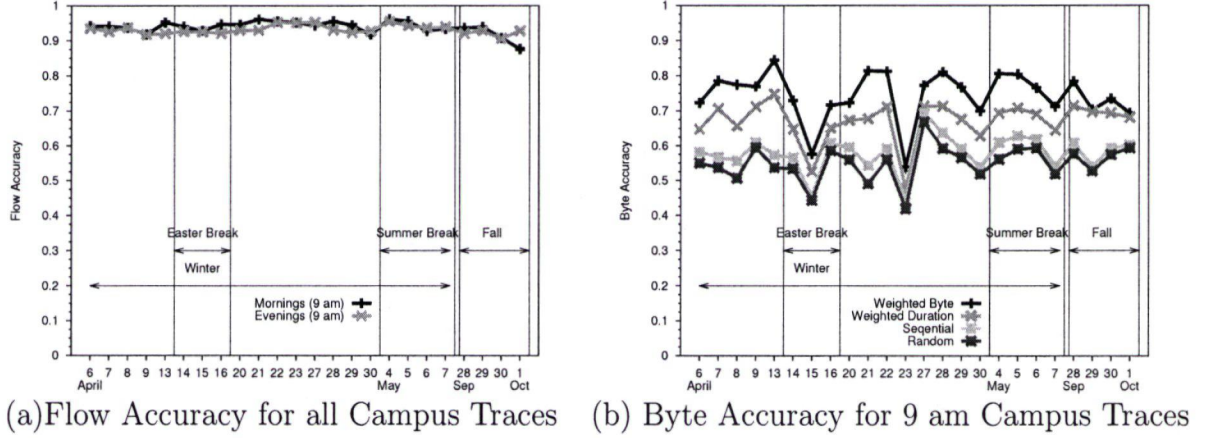 1
0.9
0.8
0.7
0.6
0.5
0.4
0.3
0.2
0.1
0
Flow Accuracy
Easter Break
Summer Break
Fall
Winter
Mornings (9 am)
Evenings (9 am)
6 7 8 9 13 14 15 16 20 21 22 23 27 28 29 30 4 5 6 7 28 29 30 1
April May Sep Oct
(a)Flow Accuracy for all Campus Traces
1
0.9
0.8
0.7
0.6
0.5
0.4
0.3
0.2
0.1
0
Byte Accuracy
Easter Break
Summer Break
Fall
Winter
Weighted Byte
Weighted Duration
Seqential
Random
6 7 8 9 13 14 15 16 20 21 22 23 27 28 29 30 4 5 6 7 28 29 30 1
April May Sep Oct
(b) Byte Accuracy for 9 am Campus Traces